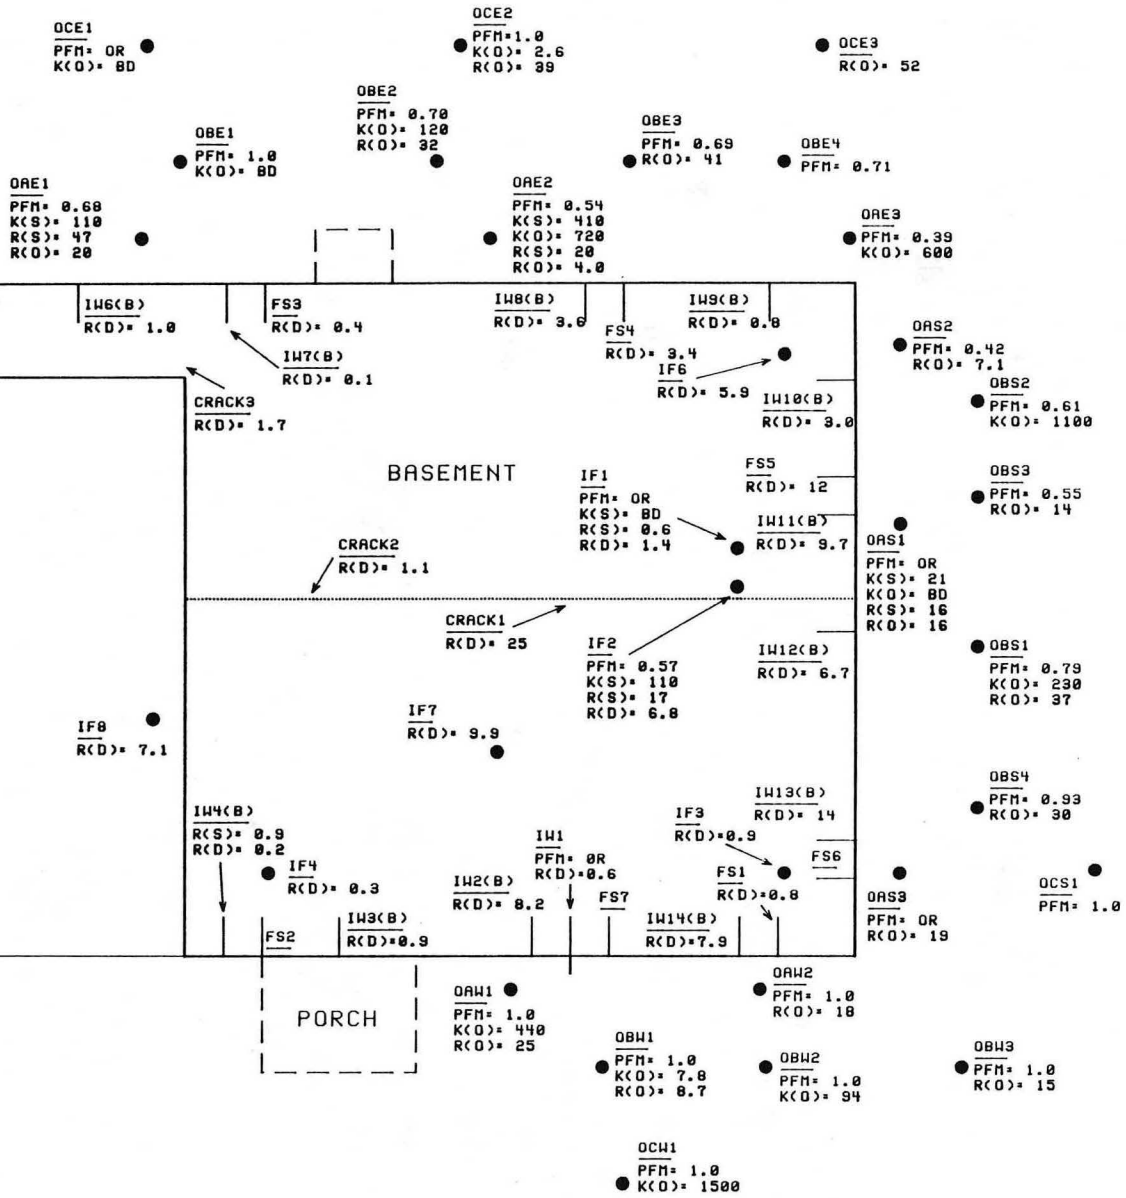 OCE1
PFM= OR
K(O)= BD
OCE2
PFM=1.0
K(O)= 2.6
R(O)= 39
OCE3
R(O)= 52
OBE1
PFM= 1.0
K(O)= BD
OBE2
PFM= 0.70
K(O)= 120
R(O)= 32
OBE3
PFM= 0.69
R(O)= 41
OBE4
PFM= 0.71
OAE1
PFM= 0.68
K(S)= 110
R(S)= 47
R(O)= 20
OAE2
PFM= 0.54
K(S)= 410
K(O)= 720
R(S)= 20
R(O)= 4.0
OAE3
PFM= 0.39
K(O)= 600
IW6(B)
R(D)= 1.0
FS3
R(D)= 0.4
IW7(B)
R(D)= 0.1
IW8(B)
R(D)= 3.6
FS4
R(D)= 3.4
IW9(B)
R(D)= 0.8
IF6
R(D)= 5.9
OAS2
PFM= 0.42
R(O)= 7.1
CRACK3
R(D)= 1.7
IW10(B)
R(D)= 3.0
OBS2
PFM= 0.61
K(O)= 1100
BASEMENT
IF1
PFM= OR
K(S)= BD
R(S)= 0.6
R(D)= 1.4
FS5
R(D)= 12
OBS3
PFM= 0.55
R(O)= 14
IW11(B)
R(D)= 9.7
CRACK2
R(D)= 1.1
OAS1
PFM= OR
K(S)= 21
K(O)= BD
R(S)= 16
R(O)= 16
CRACK1
R(D)= 25
IF2
PFM= 0.57
K(S)= 110
R(S)= 17
R(D)= 6.8
IW12(B)
R(D)= 6.7
OBS1
PFM= 0.79
K(O)= 230
R(O)= 37
IF8
R(D)= 7.1
IF7
R(D)= 9.9
IW4(B)
R(S)= 0.9
R(D)= 0.2
IF4
R(D)= 0.3
IW1
PFM= OR
R(D)=0.6
IF3
R(D)=0.9
IW13(B)
R(D)= 14
OBS4
PFM= 0.93
R(O)= 30
IW2(B)
R(D)= 8.2
FS7
FS1
R(D)=0.8
FS6
OCS1
PFM= 1.0
OAS3
PFM= OR
R(O)= 19
FS2
IW3(B)
R(D)=0.9
IW14(B)
R(D)=7.9
PORCH
OAW1
PFM= 1.0
K(O)= 440
R(O)= 25
OAW2
PFM= 1.0
R(O)= 18
OBW1
PFM= 1.0
K(O)= 7.8
R(O)= 8.7
OBW2
PFM= 1.0
K(O)= 94
OBW3
PFM= 1.0
R(O)= 15
OCW1
PFM= 1.0
K(O)= 1500